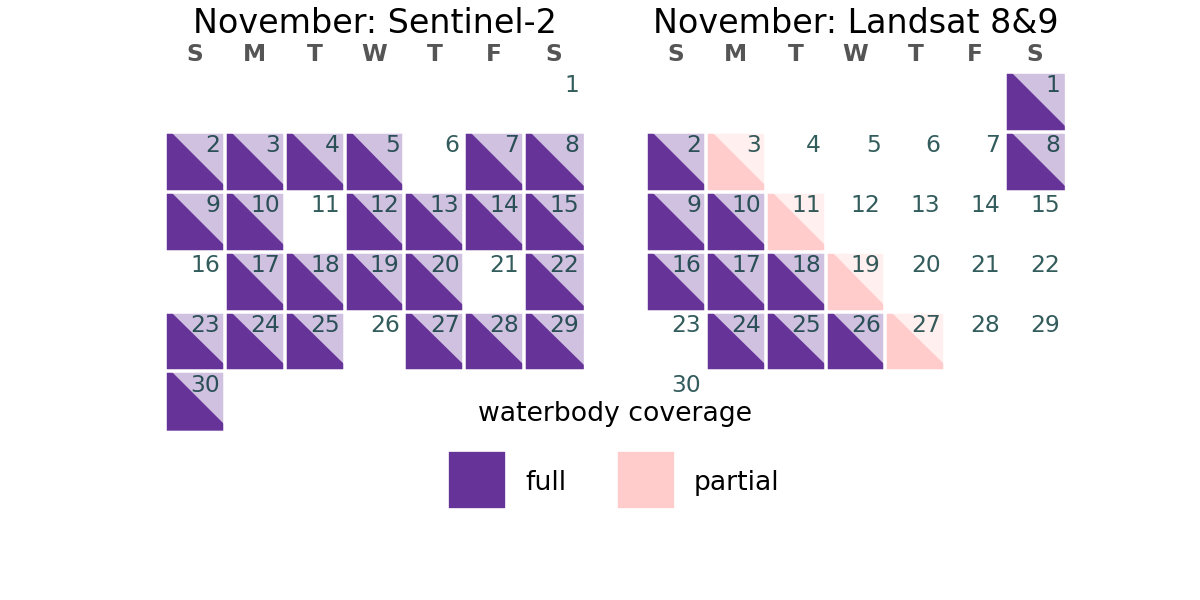 November: Sentinel-2
S M T W T F S
1
2 3 4 5 6 7 8
9 10 11 12 13 14 15
16 17 18 19 20 21 22
23 24 25 26 27 28 29
30
November: Landsat 8&9
S M T W T F S
1
2 3 4 5 6 7 8
9 10 11 12 13 14 15
16 17 18 19 20 21 22
23 24 25 26 27 28 29
30
waterbody coverage
full partial